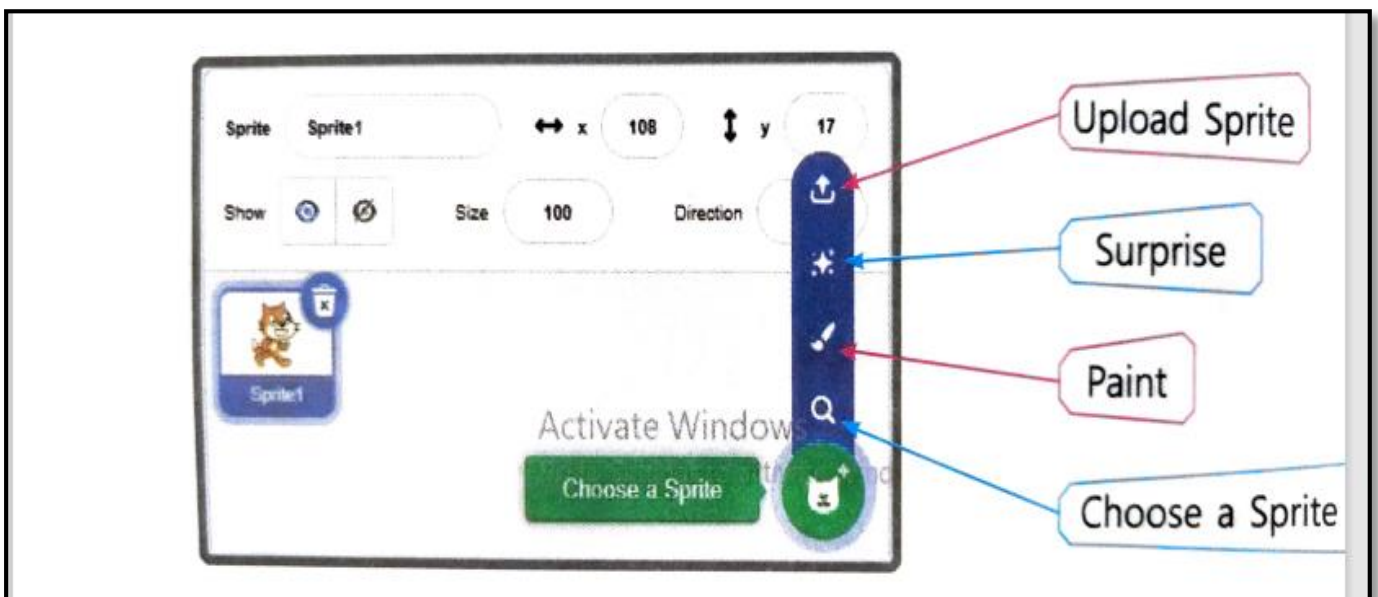 Sprite Sprite1 x 108 y 17
Show Size 100 Direction
Sprite1
Activate Windows
Choose a Sprite
Upload Sprite
Surprise
Paint
Choose a Sprite